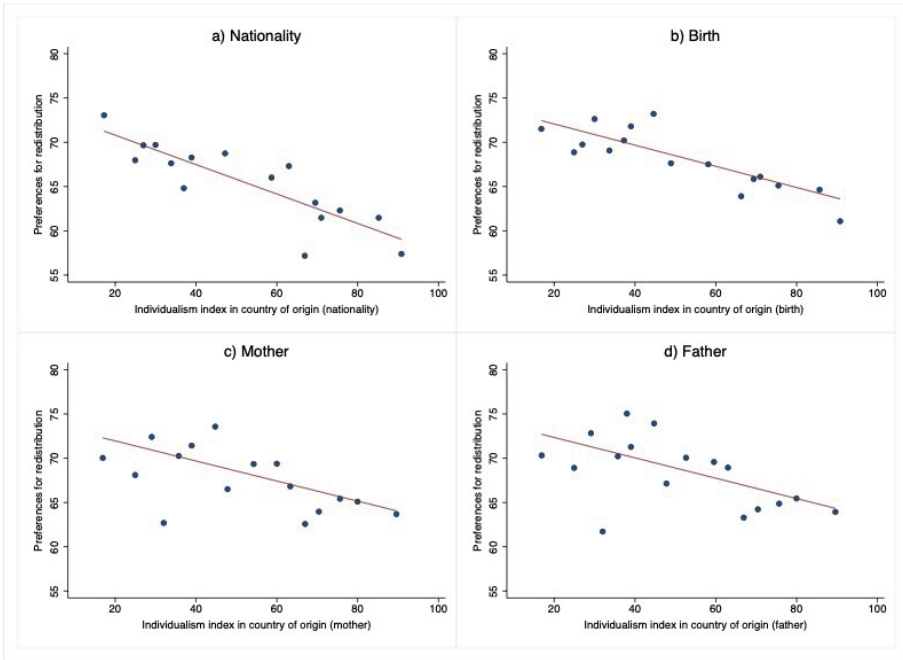 a) Nationality
Preferences for redistribution
80
75
70
65
60
55
20 40 60 80 100
Individualism index in country of origin (nationality)
b) Birth
Preferences for redistribution
80
75
70
65
60
55
20 40 60 80 100
Individualism index in country of origin (birth)
c) Mother
Preferences for redistribution
80
75
70
65
60
55
20 40 60 80 100
Individualism index in country of origin (mother)
d) Father
Preferences for redistribution
80
75
70
65
60
55
20 40 60 80 100
Individualism index in country of origin (father)